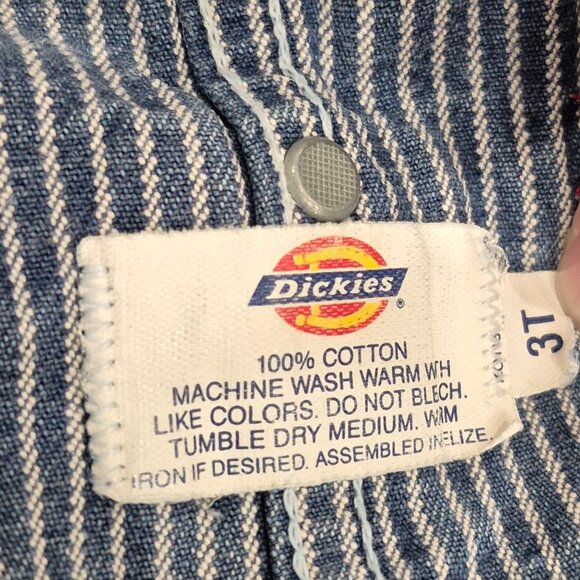 Dickies
®
100% COTTON
MACHINE WASH WARM WH
LIKE COLORS. DO NOT BLECH.
TUMBLE DRY MEDIUM. WRM
IRON IF DESIRED. ASSEMBLED IN ELIZE.
3T